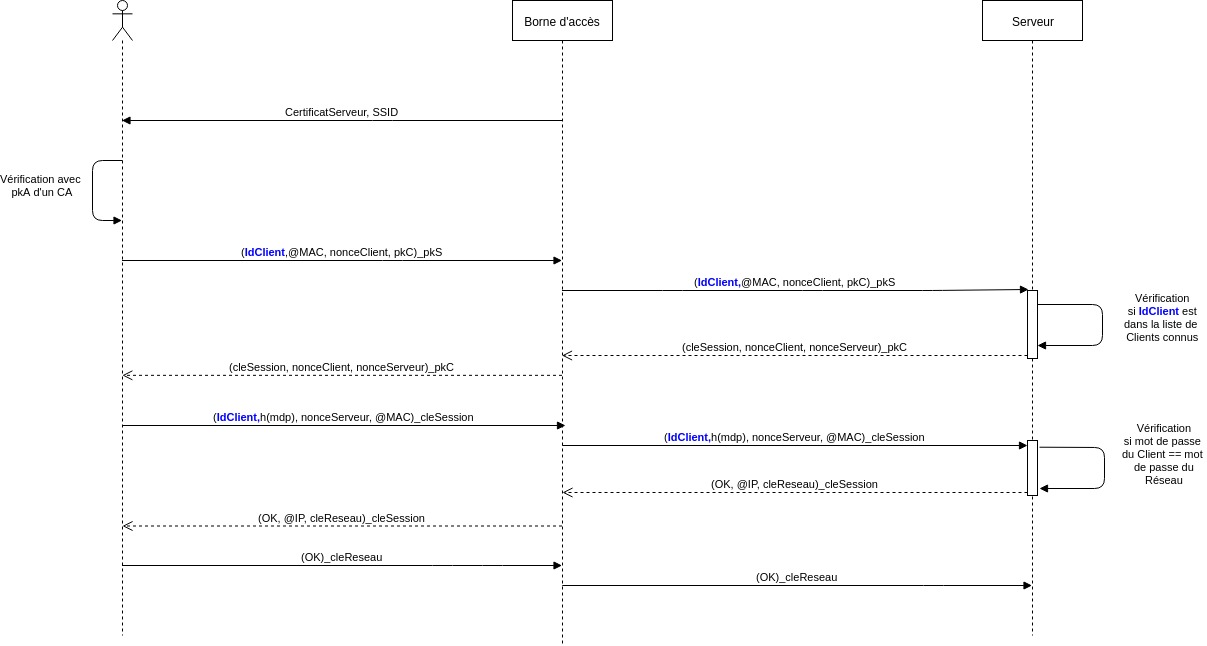 Borne d'accès
Serveur
CertificatServeur, SSID
Vérification avec
pkA d'un CA
(IdClient,@MAC, nonceClient, pkC)_pkS
(IdClient,@MAC, nonceClient, pkC)_pkS
Vérification
si IdClient est
dans la liste de
Clients connus
(cleSession, nonceClient, nonceServeur)_pkC
(cleSession, nonceClient, nonceServeur)_pkC
(IdClient,h(mdp), nonceServeur, @MAC)_cleSession
(IdClient,h(mdp), nonceServeur, @MAC)_cleSession
Vérification
si mot de passe
du Client == mot
de passe du
Réseau
(OK, @IP, cleReseau)_cleSession
(OK, @IP, cleReseau)_cleSession
(OK)_cleReseau
(OK)_cleReseau